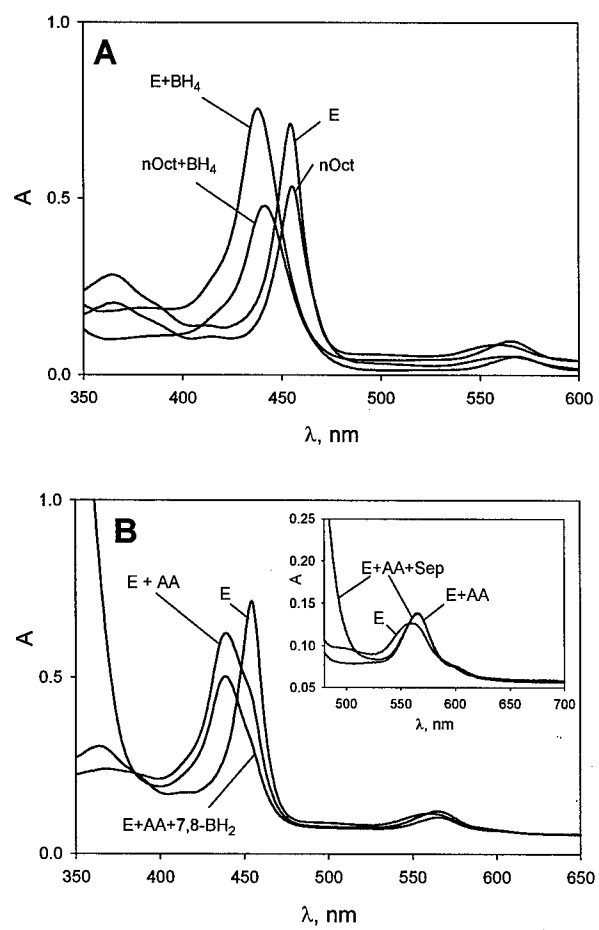 1.0
A
E+BH4
E
nOct+BH4
nOct
A
0.5
0.0
350 400 450 500 550 600
λ, nm
1.0
B
0.25
E+AA+Sep
0.20
E + AA
E
A
0.15
E
E+AA
A
0.10
0.5
0.05
500 550 600 650 700
λ, nm
E+AA+7,8-BH2
0.0
350 400 450 500 550 600 650
λ, nm